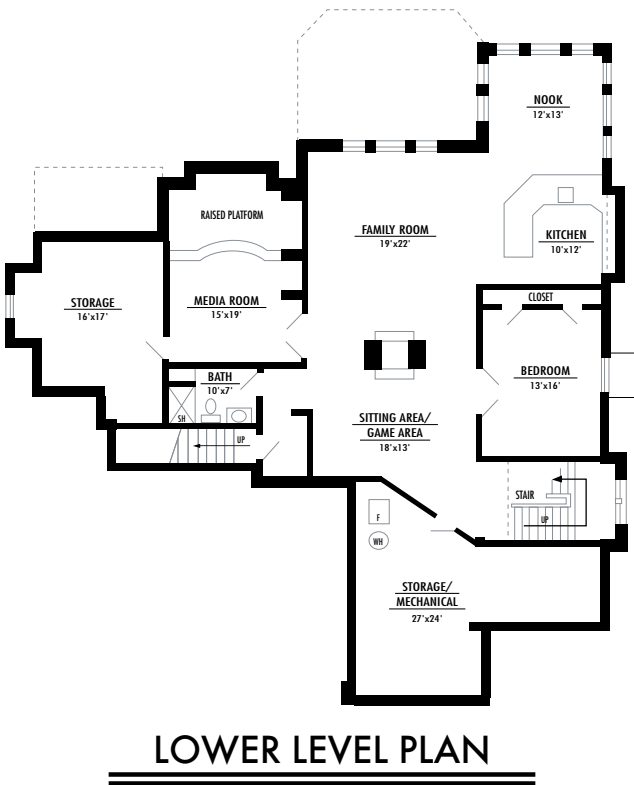 NOOK
12'x13'
RAISED PLATFORM
FAMILY ROOM
19'x22'
KITCHEN
10'x12'
STORAGE
16'x17'
MEDIA ROOM
15'x19'
CLOSET
BATH
10'x7'
BEDROOM
13'x16'
SH
SITTING AREA/
GAME AREA
18'x13'
UP
STAIR
UP
F
WH
STORAGE/
MECHANICAL
27'x24'
LOWER LEVEL PLAN